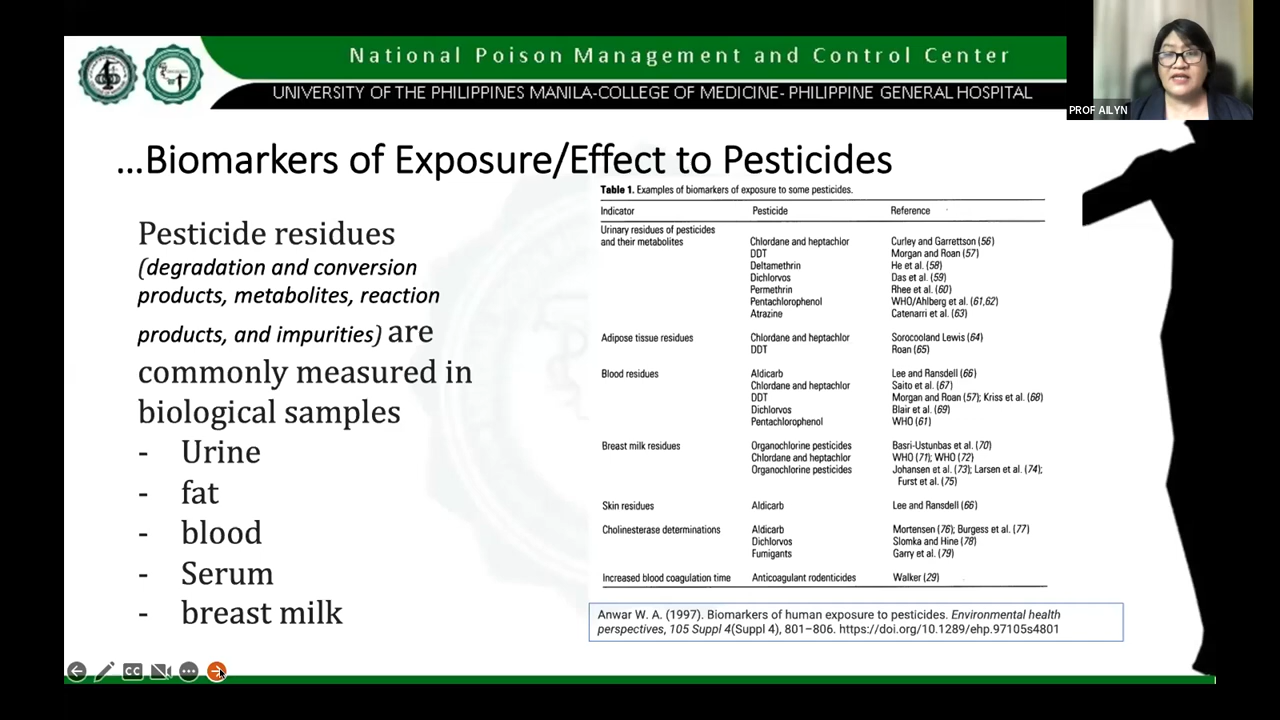 National Poison Management and Control Center
UNIVERSITY OF THE PHILIPPINES MANILA-COLLEGE OF MEDICINE- PHILIPPINE GENERAL HOSPITAL
PROF AILYN
...Biomarkers of Exposure/Effect to Pesticides
Pesticide residues
(degradation and conversion
products, metabolites, reaction
products, and impurities) are
commonly measured in
biological samples
- Urine
- fat
- blood
- Serum
- breast milk
Table 1. Examples of biomarkers of exposure to some pesticides.
Indicator Pesticide Reference
Urinary residues of pesticides
and their metabolites Chlordane and heptachlor Curley and Garrettson (56)
DDT Morgan and Roan (57)
Deltamethrin He et al. (58)
Dichlorvos Das et al. (59)
Permethrin Rhee et al. (60)
Pentachlorophenol WHO/Ahlberg et al. (61,62)
Atrazine Catenarri et al. (63)
Adipose tissue residues Chlordane and heptachlor Sorocooland Lewis (64)
DDT Roan (65)
Blood residues Aldicarb Lee and Ransdell (66)
Chlordane and heptachlor Saito et al. (67)
DDT Morgan and Roan (57); Kriss et al. (68)
Dichlorvos Blair et al. (69)
Pentachlorophenol WHO (61)
Breast milk residues Organochlorine pesticides Basri-Ustunbas et al. (70)
Chlordane and heptachlor WHO (71); WHO (72)
Organochlorine pesticides Johansen et al. (73); Larsen et al. (74);
Furst et al. (75)
Skin residues Aldicarb Lee and Ransdell (66)
Cholinesterase determinations Aldicarb Mortensen (76); Burgess et al. (77)
Dichlorvos Slomka and Hine (78)
Fumigants Garry et al. (79)
Increased blood coagulation time Anticoagulant rodenticides Walker (29)
Anwar W. A. (1997). Biomarkers of human exposure to pesticides. Environmental health
perspectives, 105 Suppl 4(Suppl 4), 801–806. https://doi.org/10.1289/ehp.97105s4801
CC